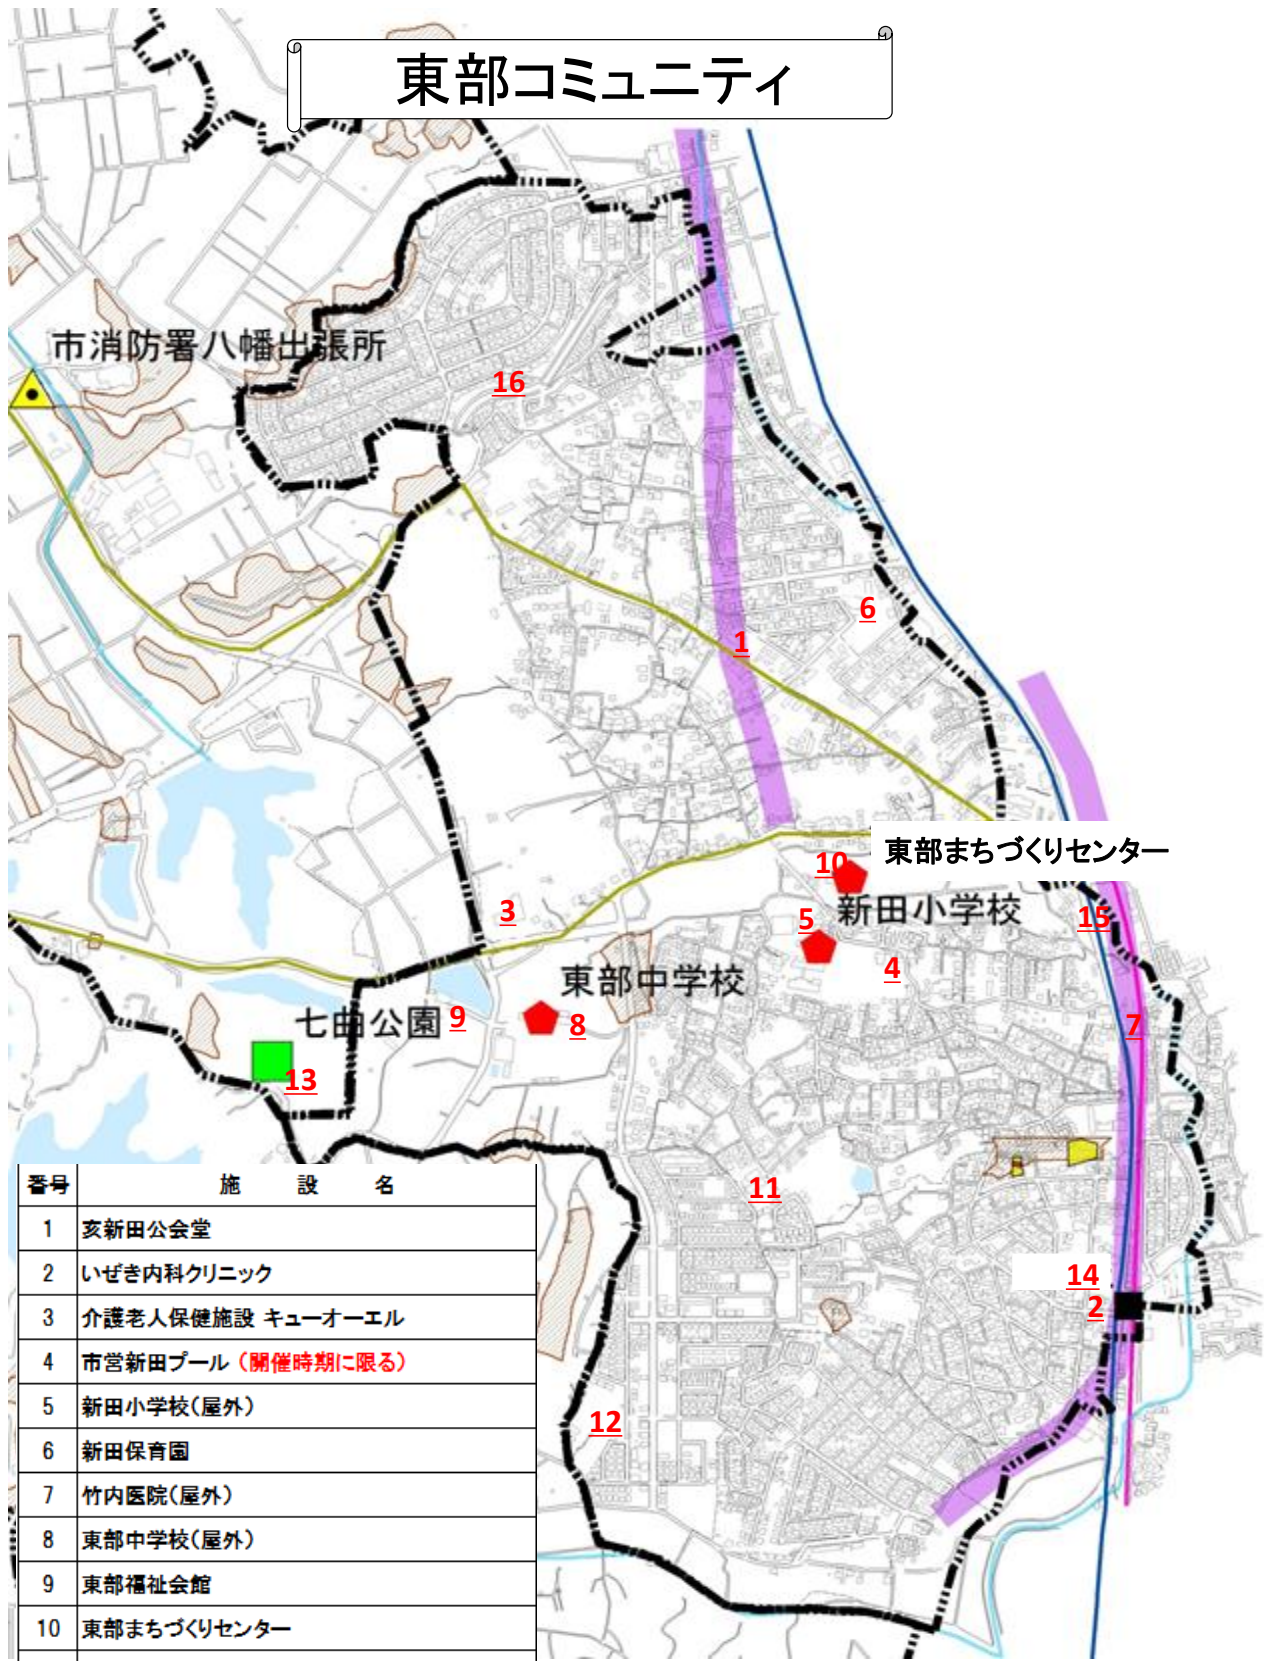 東部コミュニティ
市消防署八幡出張所
16
6
1
東部まちづくりセンター
10
3
新田小学校
5
15
4
東部中学校
七曲公園
9
8
7
13
11
14
2
12
番号 施 設 名
1 亥新田公会堂
2 いぜき内科クリニック
3 介護老人保健施設 キューオーエル
4 市営新田プール (開催時期に限る)
5 新田小学校(屋外)
6 新田保育園
7 竹内医院(屋外)
8 東部中学校(屋外)
9 東部福祉会館
10 東部まちづくりセンター